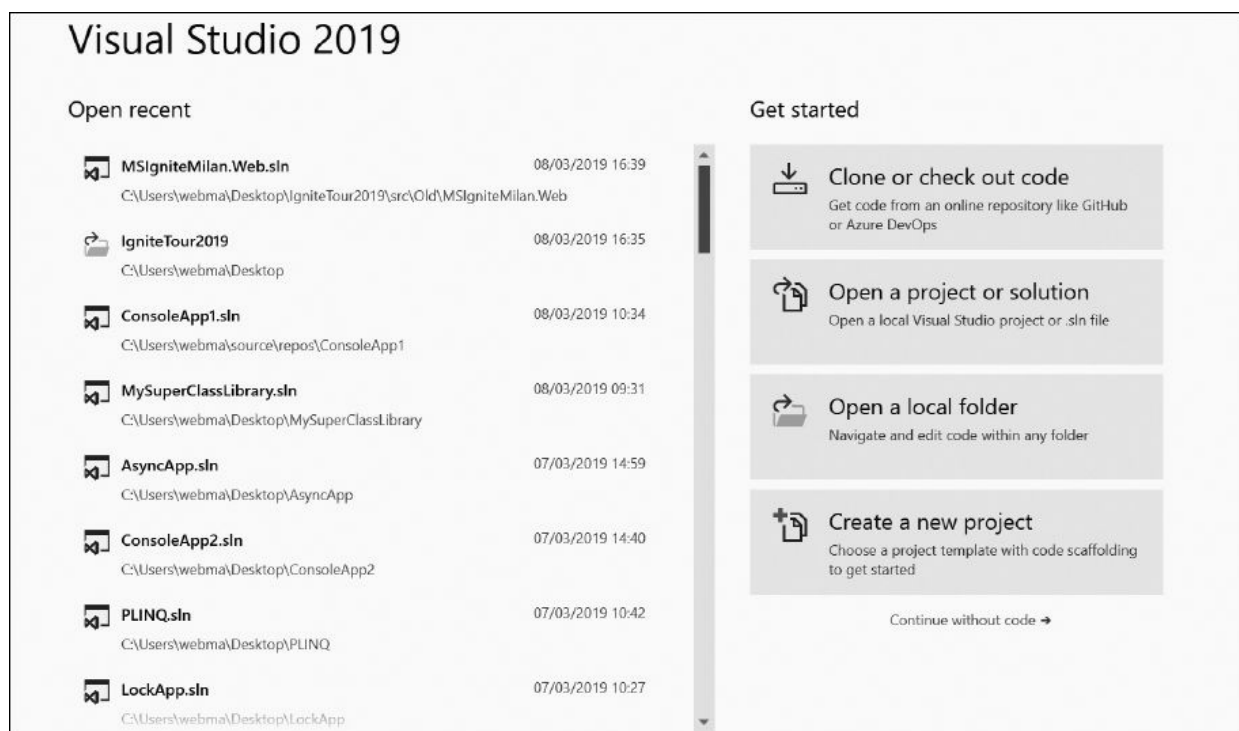 Visual Studio 2019
Open recent
MSIgniteMilan.Web.sln 08/03/2019 16:39
C:\Users\webma\Desktop\IgniteTour2019\src\Old\MSIgniteMilan.Web
IgniteTour2019 08/03/2019 16:35
C:\Users\webma\Desktop
ConsoleApp1.sln 08/03/2019 10:34
C:\Users\webma\source\repos\ConsoleApp1
MySuperClassLibrary.sln 08/03/2019 09:31
C:\Users\webma\Desktop\MySuperClassLibrary
AsyncApp.sln 07/03/2019 14:59
C:\Users\webma\Desktop\AsyncApp
ConsoleApp2.sln 07/03/2019 14:40
C:\Users\webma\Desktop\ConsoleApp2
PLINQ.sln 07/03/2019 10:42
C:\Users\webma\Desktop\PLINQ
LockApp.sln 07/03/2019 10:27
C:\Users\webma\Desktop\LockApp
Get started
Clone or check out code
Get code from an online repository like GitHub
or Azure DevOps
Open a project or solution
Open a local Visual Studio project or .sln file
Open a local folder
Navigate and edit code within any folder
Create a new project
Choose a project template with code scaffolding
to get started
Continue without code →